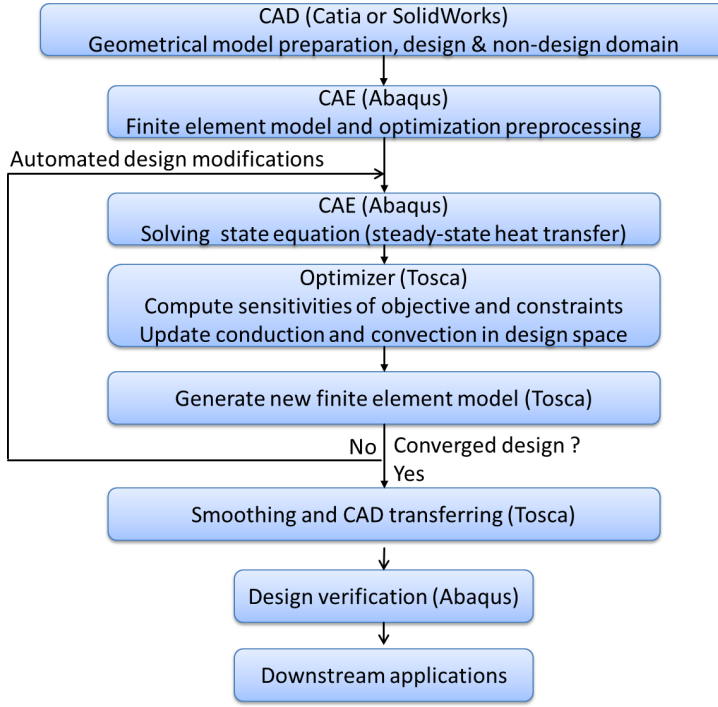 CAD (Catia or SolidWorks)
Geometrical model preparation, design & non-design domain
CAE (Abaqus)
Finite element model and optimization preprocessing
Automated design modifications
CAE (Abaqus)
Solving state equation (steady-state heat transfer)
Optimizer (Tosca)
Compute sensitivities of objective and constraints
Update conduction and convection in design space
Generate new finite element model (Tosca)
No Converged design ?
Yes
Smoothing and CAD transferring (Tosca)
Design verification (Abaqus)
Downstream applications